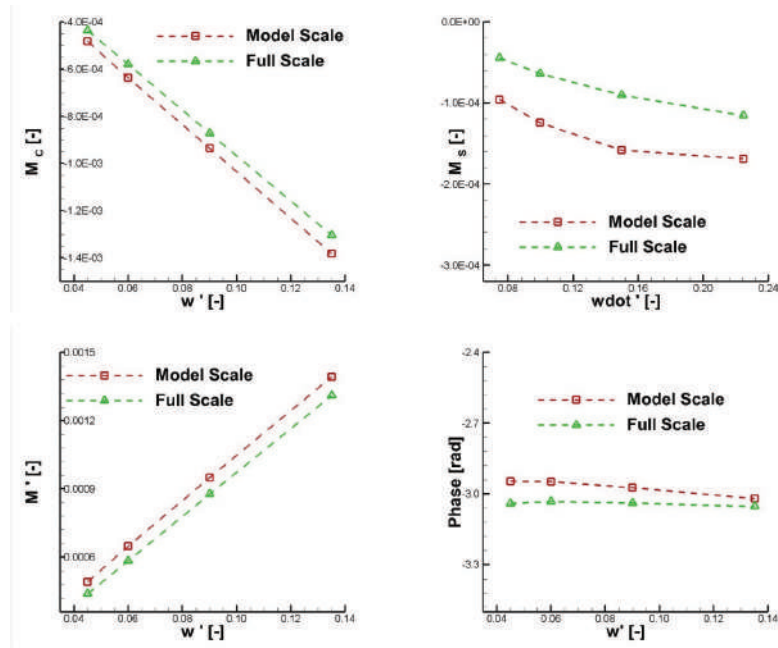 -4.0E-04
-6.0E-04
-8.0E-04
-1.0E-03
-1.2E-03
-1.4E-03
M C [-]
Model Scale
Full Scale
0.04 0.06 0.08 0.10 0.12 0.14
w ' [-]
0.0E+00
-1.0E-04
-2.0E-04
-3.0E-04
M s [-]
Model Scale
Full Scale
0.08 0.12 0.16 0.20 0.24
wdot ' [-]
0.0015
0.0012
0.0009
0.0006
M ' [-]
Model Scale
Full Scale
0.04 0.06 0.08 0.10 0.12 0.14
w ' [-]
-2.4
-2.7
-3.0
-3.3
Phase [rad]
Model Scale
Full Scale
0.04 0.06 0.08 0.10 0.12 0.14
w' [-]